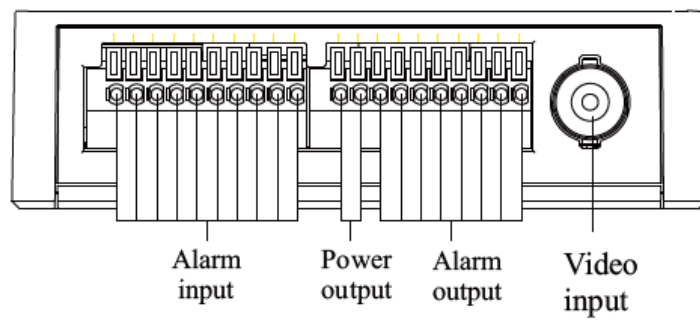 Alarm
input
Power
output
Alarm
output
Video
input